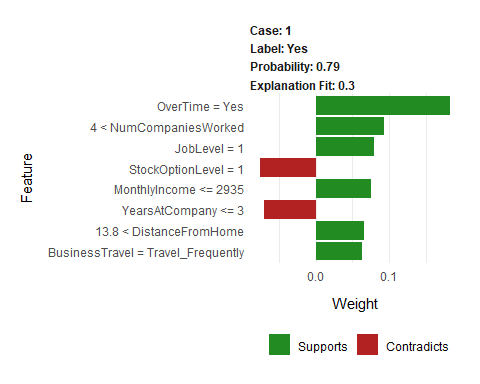 Case: 1
Label: Yes
Probability: 0.79
Explanation Fit: 0.3
OverTime = Yes
4 < NumCompaniesWorked
JobLevel = 1
StockOptionLevel = 1
MonthlyIncome <= 2935
YearsAtCompany <= 3
13.8 < DistanceFromHome
BusinessTravel = Travel_Frequently
Feature
0.0 0.1
Weight
Supports Contradicts